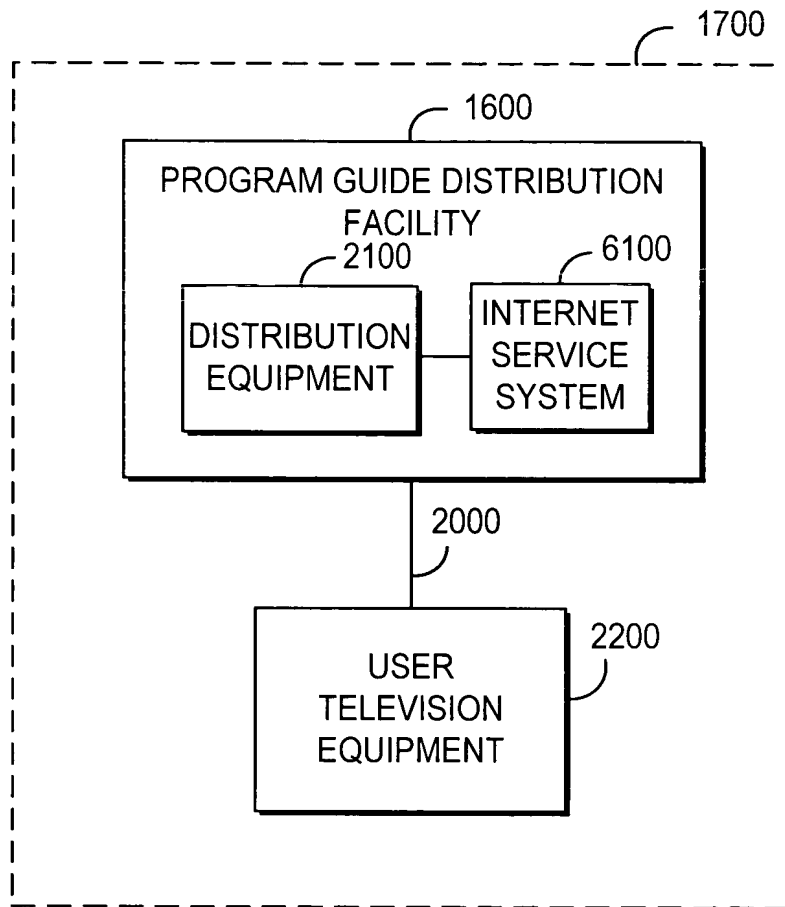 1700
1600
PROGRAM GUIDE DISTRIBUTION
FACILITY
2100
6100
DISTRIBUTION
EQUIPMENT
INTERNET
SERVICE
SYSTEM
2000
2200
USER
TELEVISION
EQUIPMENT